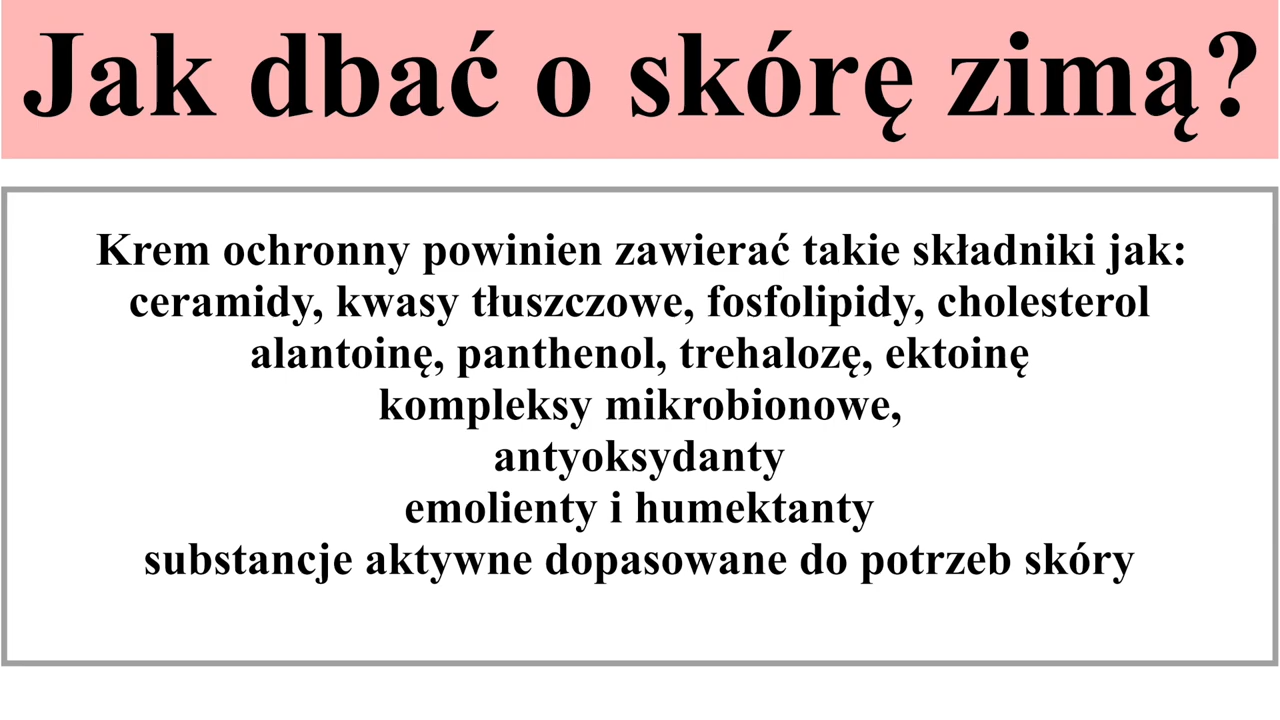 Jak dbać o skórę zimą?
Krem ochronny powinien zawierać takie składniki jak:
ceramidy, kwasy tłuszczowe, fosfolipidy, cholesterol
alantoinę, panthenol, trehalozę, ektoinę
kompleksy mikrobionowe,
antyoksydanty
emolienty i humektanty
substancje aktywne dopasowane do potrzeb skóry